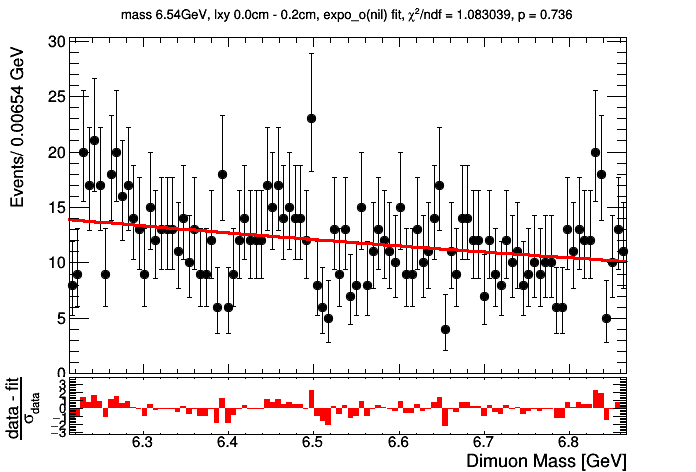 mass 6.54GeV, lxy 0.0cm - 0.2cm, expo_o(nil) fit, χ²/ndf = 1.083039, p = 0.736
Events/ 0.00654 GeV
30
25
20
15
10
5
0
data - fit
σdata
3
2
1
0
−1
−2
−3
6.3 6.4 6.5 6.6 6.7 6.8
Dimuon Mass [GeV]